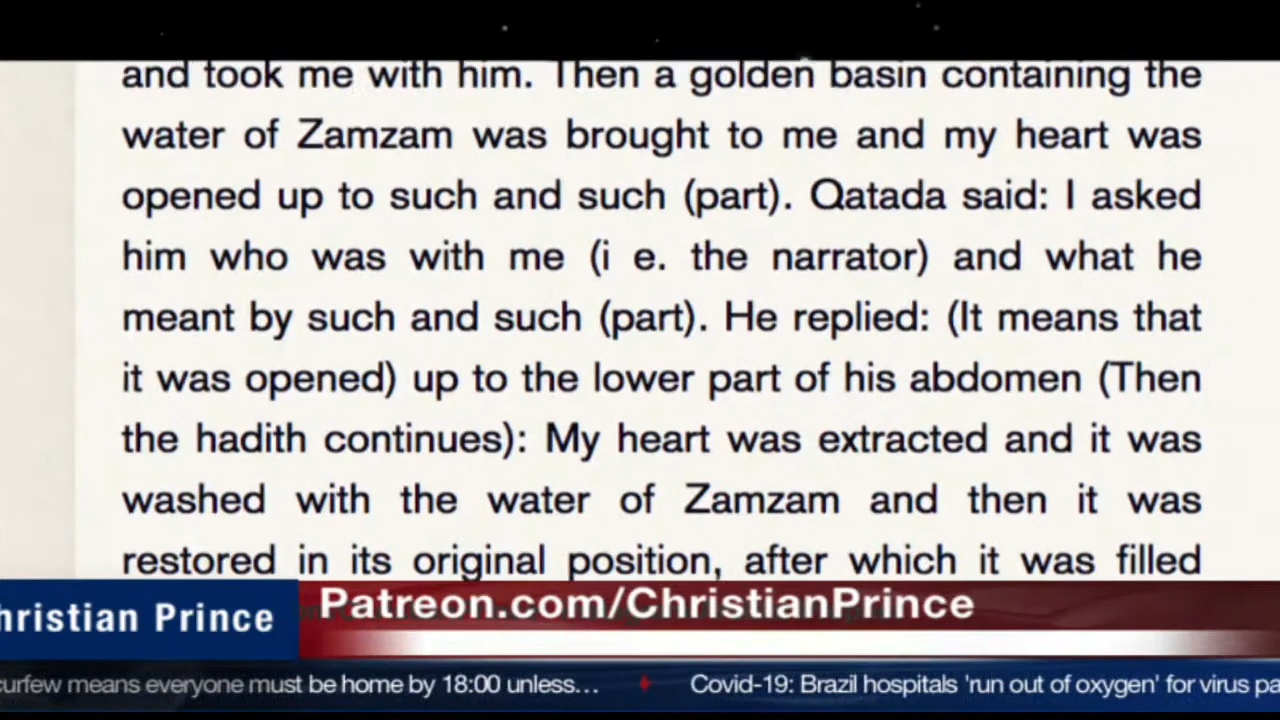 and took me with him. Then a golden basin containing the
water of Zamzam was brought to me and my heart was
opened up to such and such (part). Qatada said: I asked
him who was with me (i e. the narrator) and what he
meant by such and such (part). He replied: (It means that
it was opened) up to the lower part of his abdomen (Then
the hadith continues): My heart was extracted and it was
washed with the water of Zamzam and then it was
restored in its original position, after which it was filled
hristian Prince
Patreon.com/ChristianPrince
curfew means everyone must be home by 18:00 unless… ♦ Covid-19: Brazil hospitals 'run out of oxygen' for virus pa